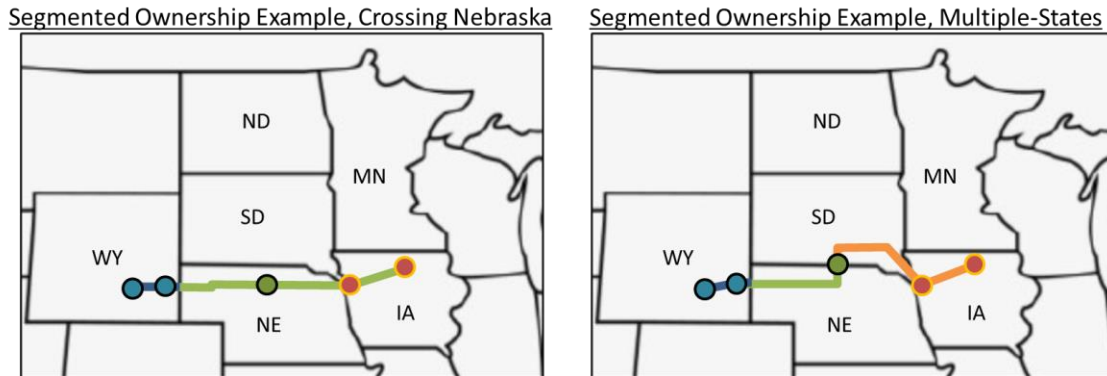 Segmented Ownership Example, Crossing Nebraska
ND
MN
SD
WY
NE
IA
Segmented Ownership Example, Multiple-States
ND
MN
SD
WY
NE
IA